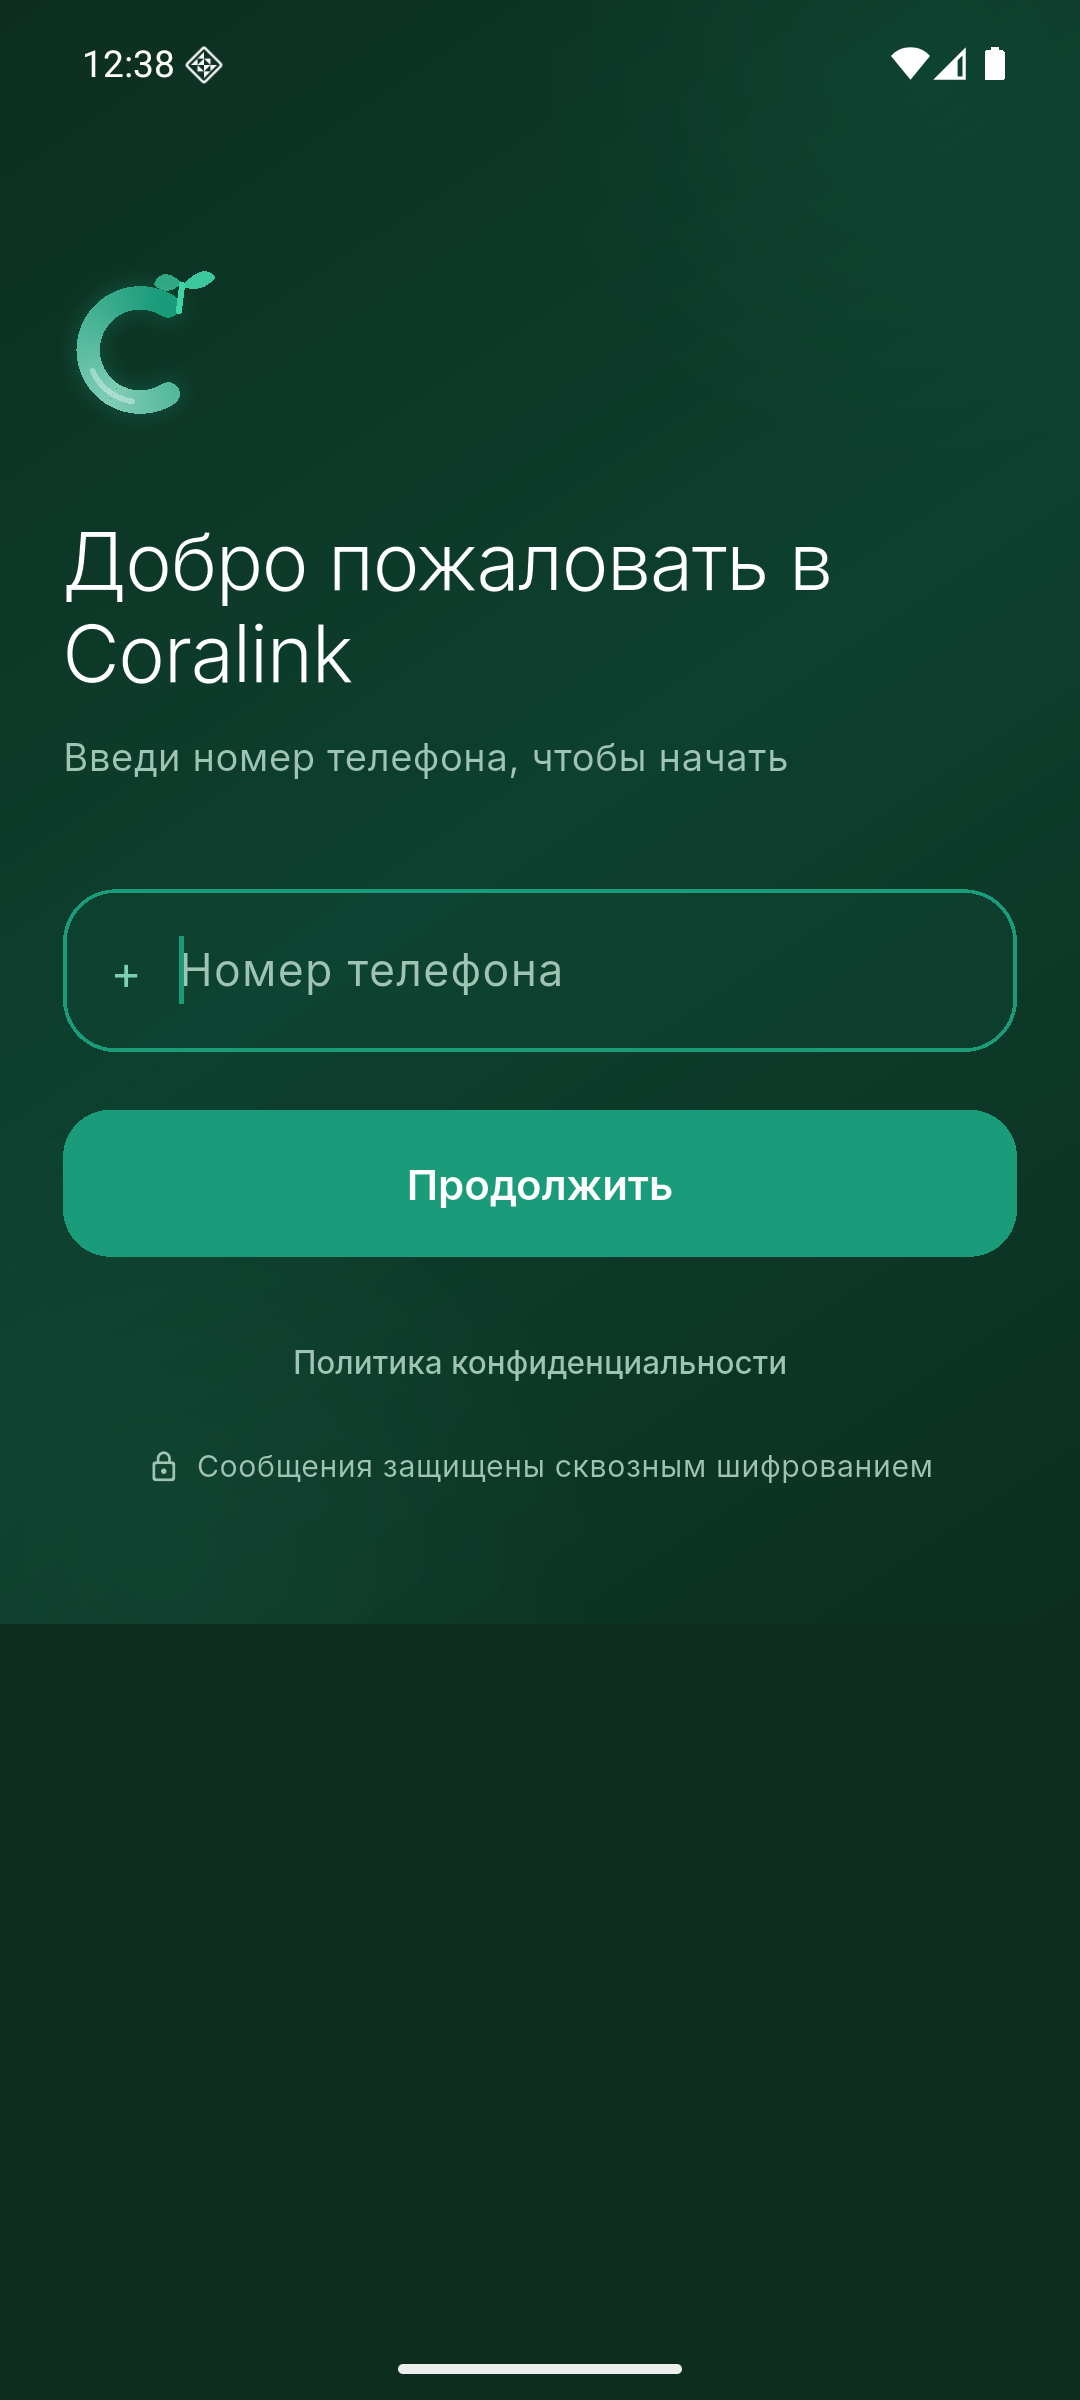 12:38
Добро пожаловать в
Coralink
Введи номер телефона, чтобы начать
+ Номер телефона
Продолжить
Политика конфиденциальности
Сообщения защищены сквозным шифрованием